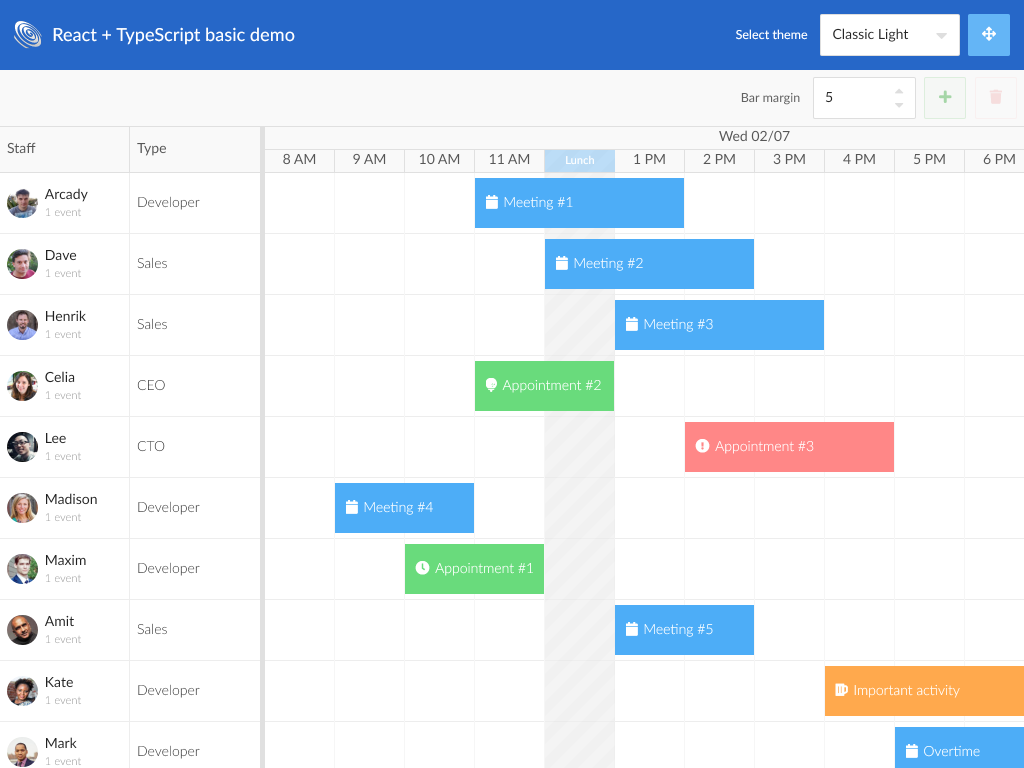 React + TypeScript basic demo
Select theme
Classic Light
Bar margin
5
Staff
Type
Wed 02/07
8 AM 9 AM 10 AM 11 AM Lunch 1 PM 2 PM 3 PM 4 PM 5 PM 6 PM
Arcady
1 event
Developer
Meeting #1
Dave
1 event
Sales
Meeting #2
Henrik
1 event
Sales
Meeting #3
Celia
1 event
CEO
Appointment #2
Lee
1 event
CTO
Appointment #3
Madison
1 event
Developer
Meeting #4
Maxim
1 event
Developer
Appointment #1
Amit
1 event
Sales
Meeting #5
Kate
1 event
Developer
Important activity
Mark
1 event
Developer
Overtime